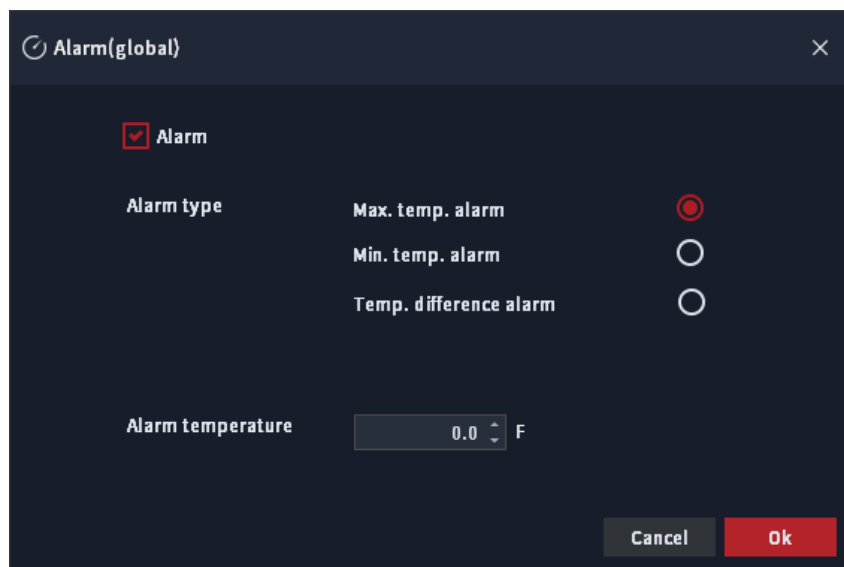 Alarm(global)
Alarm
Alarm type
Max. temp. alarm
Min. temp. alarm
Temp. difference alarm
Alarm temperature
0.0 F
Cancel
Ok